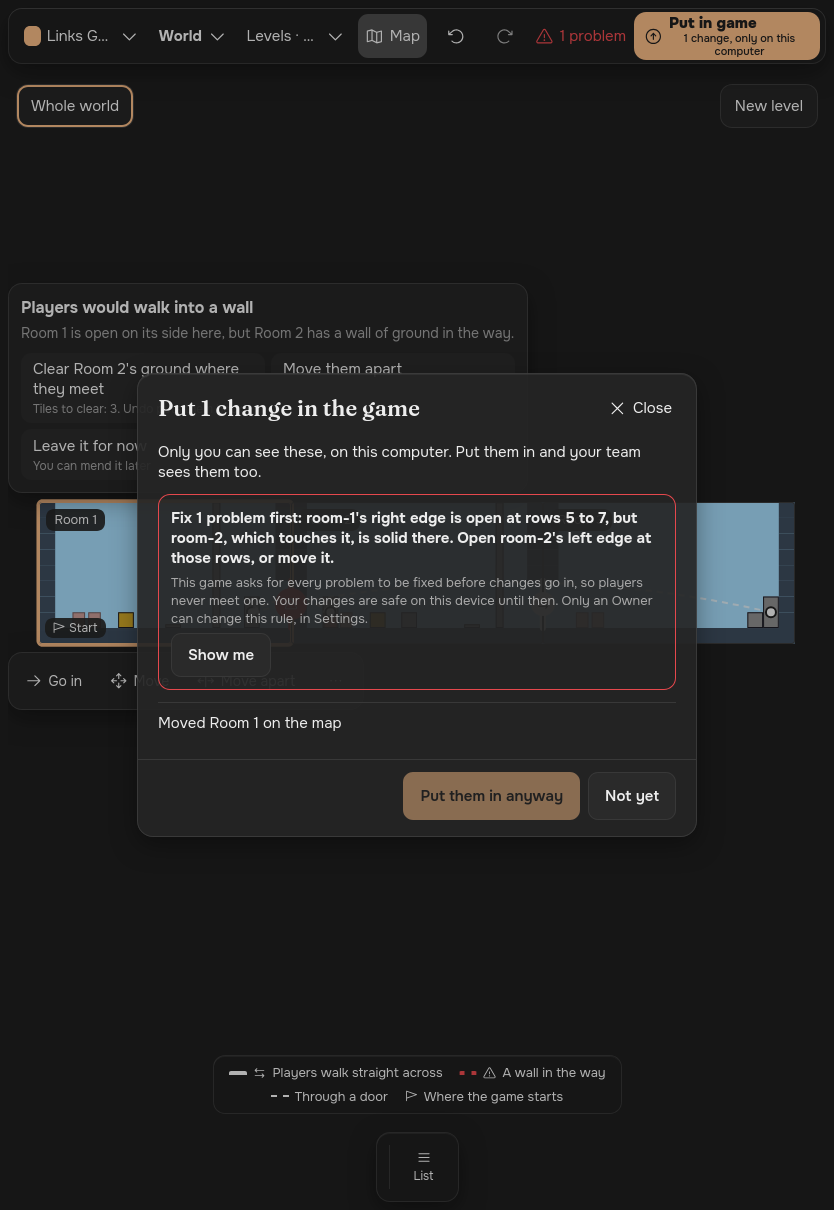 Links G...
World
Levels · ...
Map
1 problem
Put in game
1 change, only on this
computer
Whole world
New level
Players would walk into a wall
Room 1 is open on its side here, but Room 2 has a wall of ground in the way.
Clear Room 2's ground where
they meet
Tiles to clear: 3.
Move them apart
Leave it for now
You can mend it
Put 1 change in the game
Close
Only you can see these, on this computer. Put them in and your team
sees them too.
Fix 1 problem first: room-1's right edge is open at rows 5 to 7, but
room-2, which touches it, is solid there. Open room-2's left edge at
those rows, or move it.
This game asks for every problem to be fixed before changes go in, so players
never meet one. Your changes are safe on this device until then. Only an Owner
can change this rule, in Settings.
Show me
Moved Room 1 on the map
Put them in anyway
Not yet
Room 1
Start
Go in
Move
Move apart
Players walk straight across
A wall in the way
Through a door
Where the game starts
List